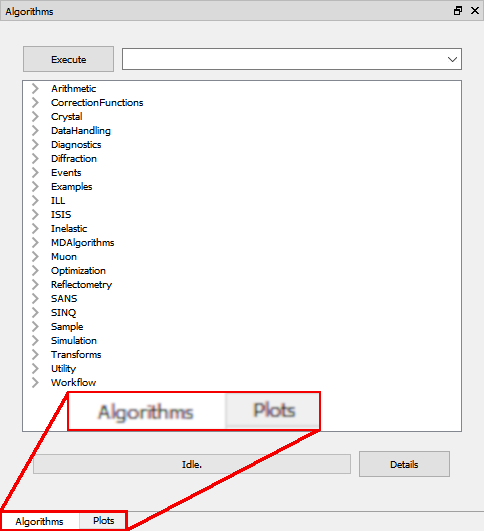 Algorithms
Execute
Arithmetic
CorrectionFunctions
Crystal
DataHandling
Diagnostics
Diffraction
Events
Examples
ILL
ISIS
Inelastic
MDAlgorithms
Muon
Optimization
Reflectometry
SANS
SINQ
Sample
Simulation
Transforms
Utility
Workflow
Algorithms Plots
Idle. Details
Algorithms Plots